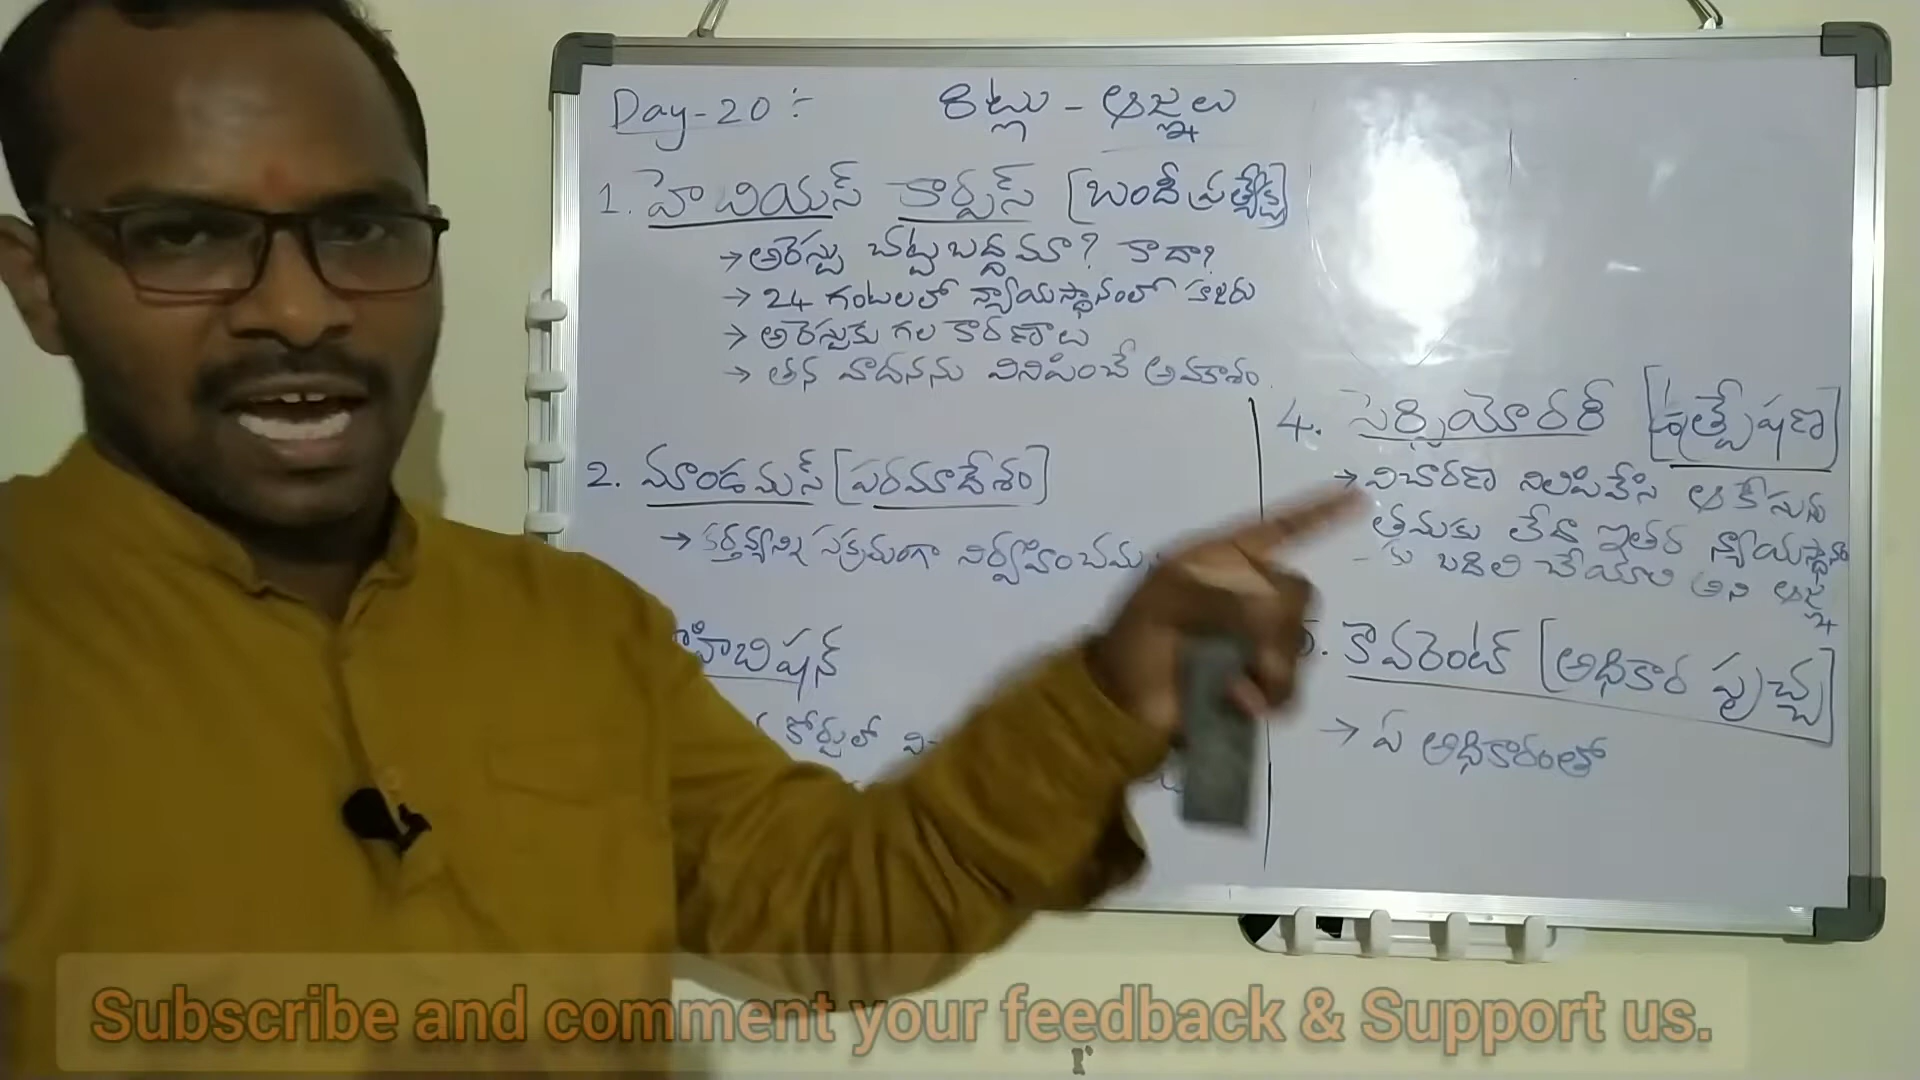 Day-20 :-
రిట్లు - ఆజ్ఞలు
1. హెబియస్ కార్పస్ [బందీ ప్రత్యక్ష]
→ అరెస్టు చట్టబద్దమా? కాదా?
→ 24 గంటలలో న్యాయస్థానంలో హాజరు
→ అరెస్టుకు గల కారణాలు
→ తన వాదనను వినిపించే అవకాశం
2. మాండమస్ [పరమాదేశం]
→ కర్తవ్యాన్ని సక్రమంగా నిర్వహించమ
హిబిషన్
కోర్టులో వి
4. సెర్షియోరరీ [ఉత్ప్రేషణ]
→ విచారణ నిలిపివేసి ఆ కేసును
తమకు లేదా ఇతర న్యాయస్థానం
- కు బదిలి చేయాలి అని ఆజ్ఞ
5. కొవరెంట్ [అధికార పృచ్ఛ]
→ ఏ అధికారంతో
Subscribe and comment your feedback & Support us.